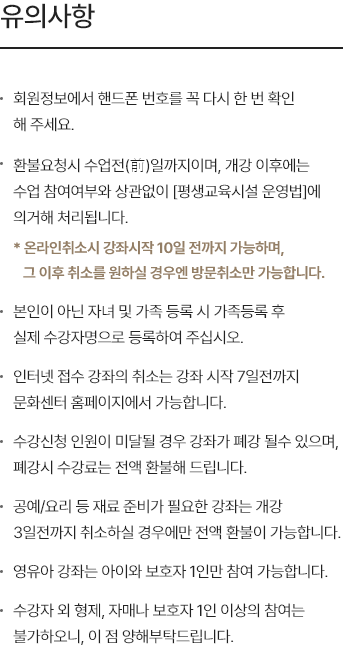 유의사항
· 회원정보에서 핸드폰 번호를 꼭 다시 한 번 확인
해 주세요.
· 환불요청시 수업전(前)일까지이며, 개강 이후에는
수업 참여여부와 상관없이 [평생교육시설 운영법]에
의거해 처리됩니다.
* 온라인취소시 강좌시작 10일 전까지 가능하며,
그 이후 취소를 원하실 경우엔 방문취소만 가능합니다.
· 본인이 아닌 자녀 및 가족 등록 시 가족등록 후
실제 수강자명으로 등록하여 주십시오.
· 인터넷 접수 강좌의 취소는 강좌 시작 7일전까지
문화센터 홈페이지에서 가능합니다.
· 수강신청 인원이 미달될 경우 강좌가 폐강 될수 있으며,
폐강시 수강료는 전액 환불해 드립니다.
· 공예/요리 등 재료 준비가 필요한 강좌는 개강
3일전까지 취소하실 경우에만 전액 환불이 가능합니다.
· 영유아 강좌는 아이와 보호자 1인만 참여 가능합니다.
· 수강자 외 형제, 자매나 보호자 1인 이상의 참여는
불가하오니, 이 점 양해부탁드립니다.